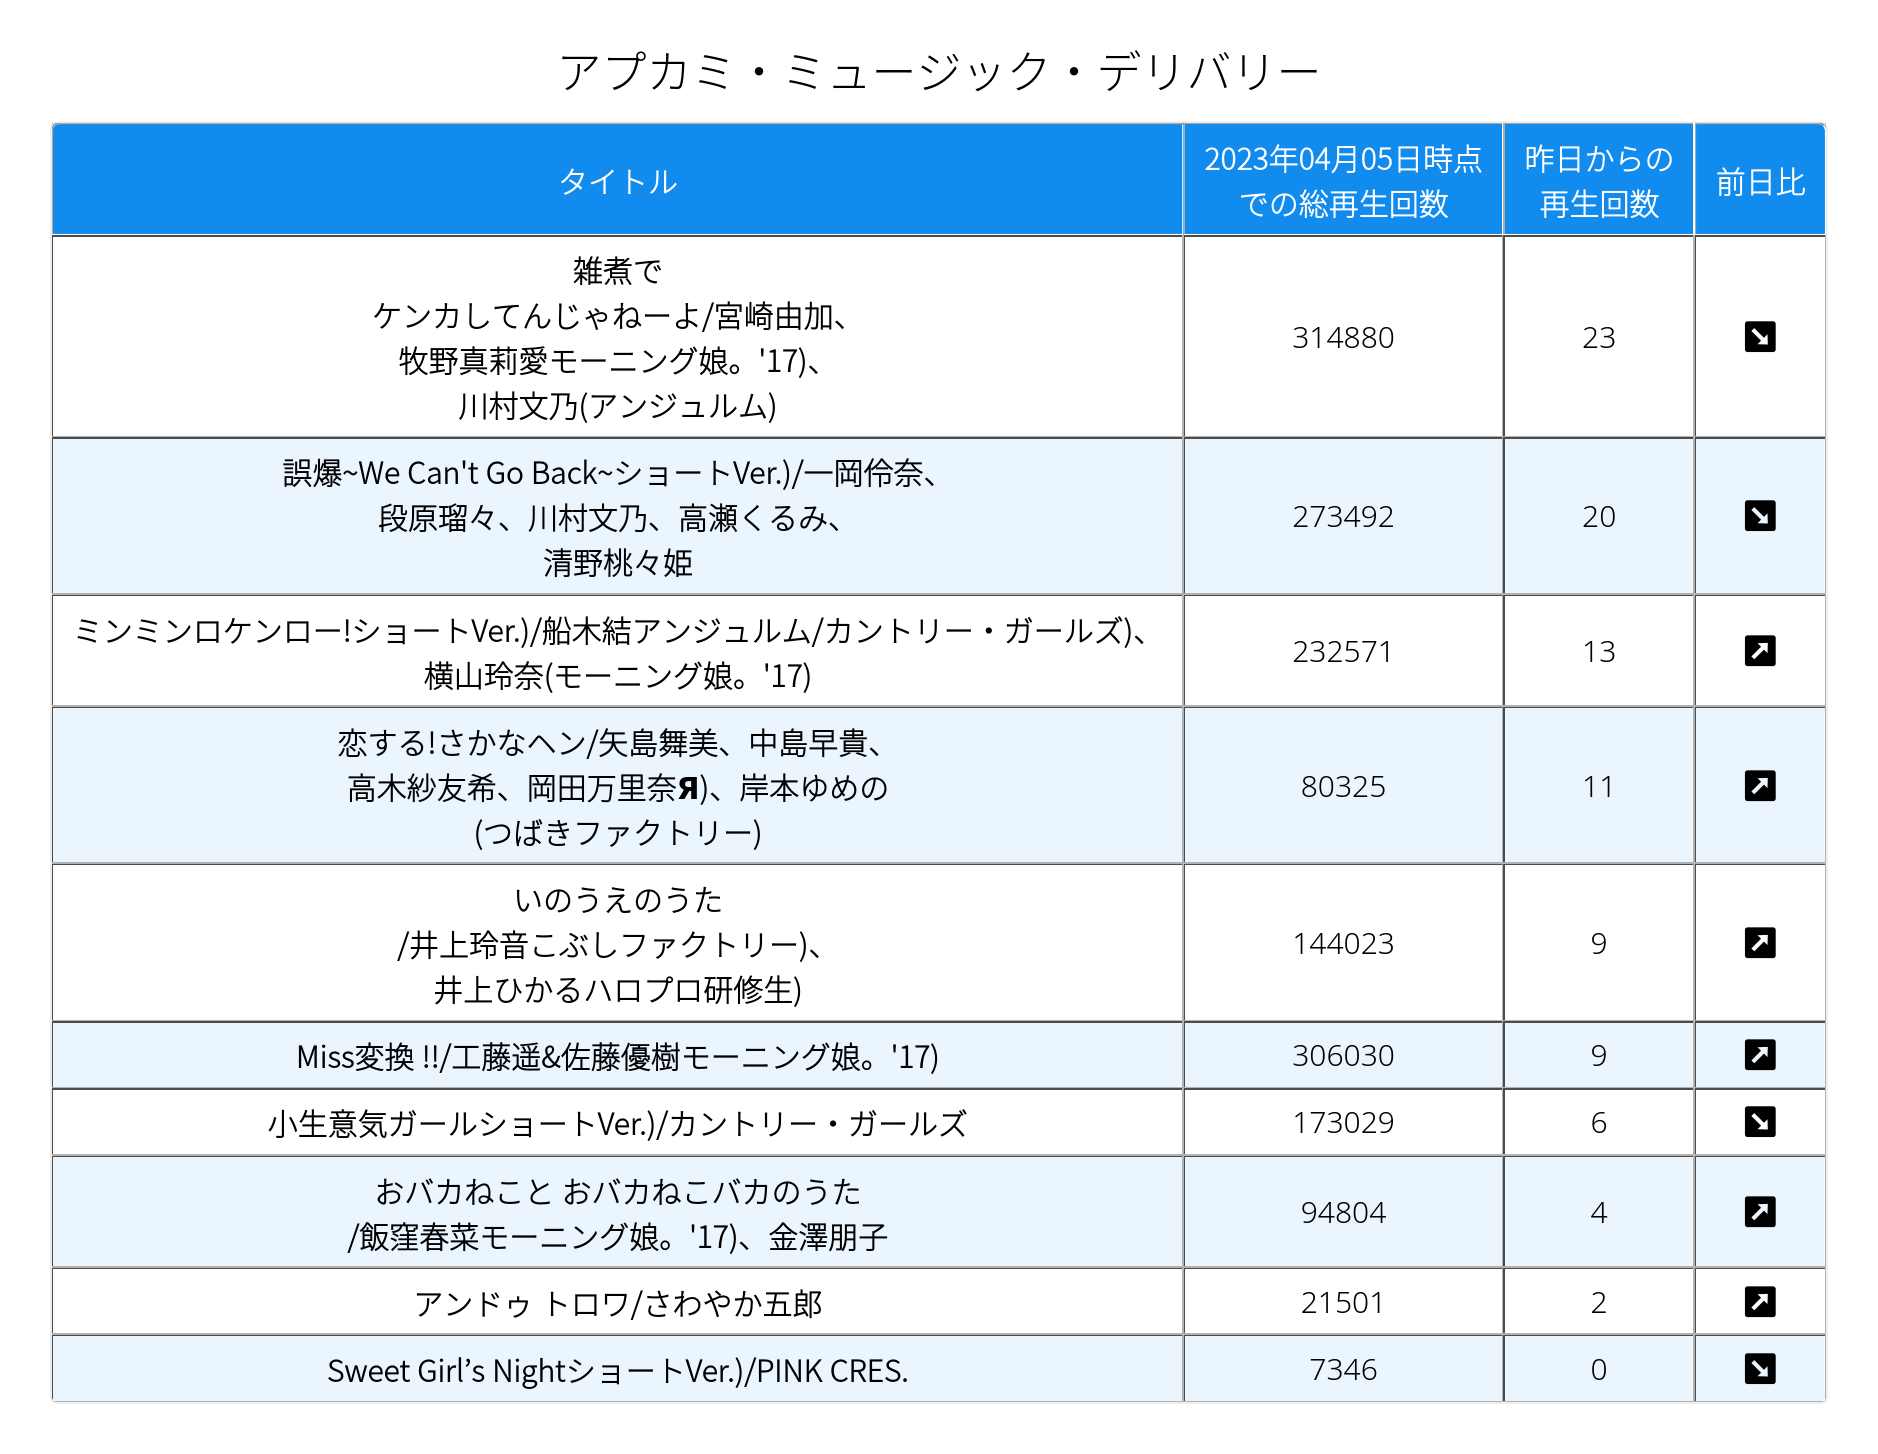 アプカミ・ミュージック・デリバリー
タイトル
2023年04月05日時点
での総再生回数
昨日からの
再生回数
前日比
雑煮で
ケンカしてんじゃねーよ/宮崎由加、
牧野真莉愛モーニング娘。'17)、
川村文乃(アンジュルム)
314880
23
誤爆~We Can't Go Back~ショートVer.)/一岡伶奈、
段原瑠々、川村文乃、高瀬くるみ、
清野桃々姫
273492
20
ミンミンロケンロー!ショートVer.)/船木結アンジュルム/カントリー・ガールズ)、
横山玲奈(モーニング娘。'17)
232571
13
恋する!さかなヘン/矢島舞美、中島早貴、
高木紗友希、岡田万里奈Я)、岸本ゆめの
(つばきファクトリー)
80325
11
いのうえのうた
/井上玲音こぶしファクトリー)、
井上ひかるハロプロ研修生)
144023
9
Miss変換 !!/工藤遥&佐藤優樹モーニング娘。'17)
306030
9
小生意気ガールショートVer.)/カントリー・ガールズ
173029
6
おバカねこと おバカねこバカのうた
/飯窪春菜モーニング娘。'17)、金澤朋子
94804
4
アンドゥ トロワ/さわやか五郎
21501
2
Sweet Girl’s NightショートVer.)/PINK CRES.
7346
0